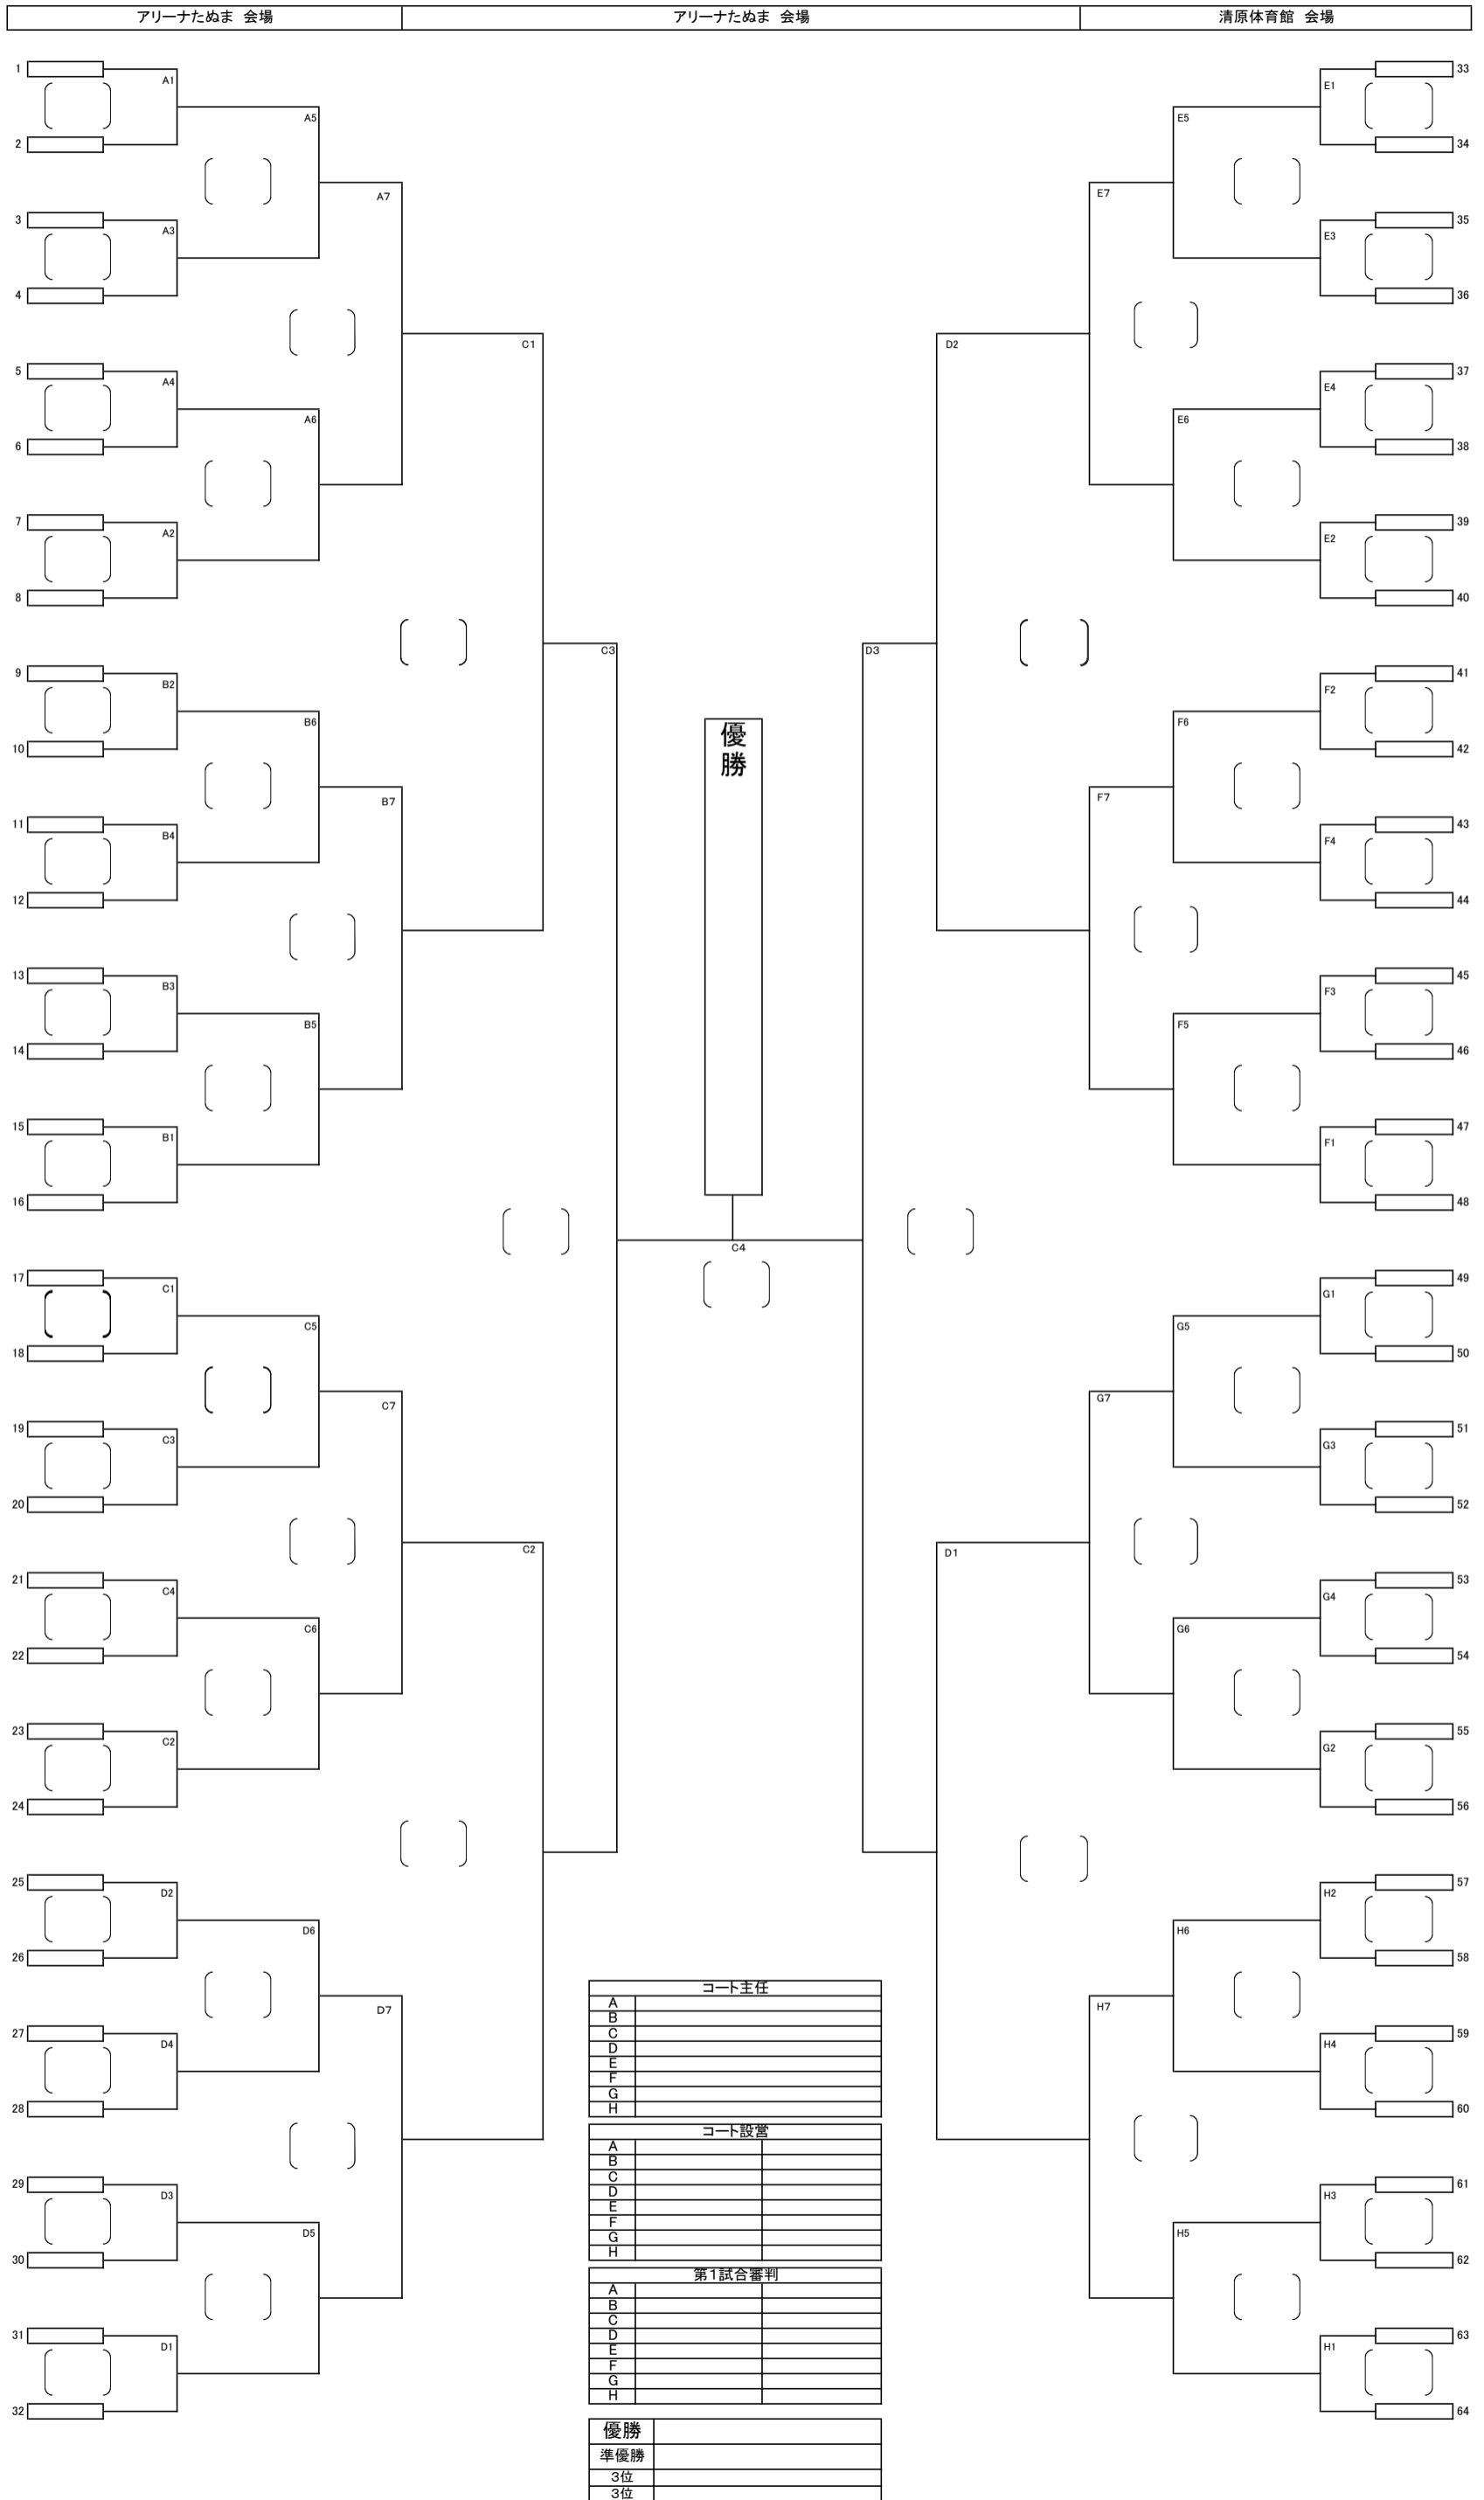 アリーナたぬま 会場 アリーナたぬま 会場 清原体育館 会場
1 33
A1 E1
A5 E5
2 34
A7 E7
3 35
A3 E3
4 36
C1 D2
5 37
A4 E4
A6 E6
6 38
7 39
A2 E2
8 40
C3 D3
9 41
B2 F2
B6 F6
優
10 42
勝
B7 F7
11 43
B4 F4
12 44
13 45
B3 F3
B5 F5
14 46
15 47
B1 F1
16 48
C4
17 49
C1 G1
C5 G5
18 50
C7 G7
19 51
C3 G3
20 52
C2 D1
21 53
C4 G4
C6 G6
22 54
23 55
C2 G2
24 56
25 57
D2 H2
D6 H6
26 58
コート主任
A
D7 H7
B
27 59
C
D4 H4
D
E
F
G
28 60
H
コート設営
A
B
C
29 61
D
D3 H3
E
F
D5 H5
G
H
30 62
第1試合審判
A
B
C
31 63
D
D1 H1
E
F
G
H
32 64
優勝
準優勝
3位
3位